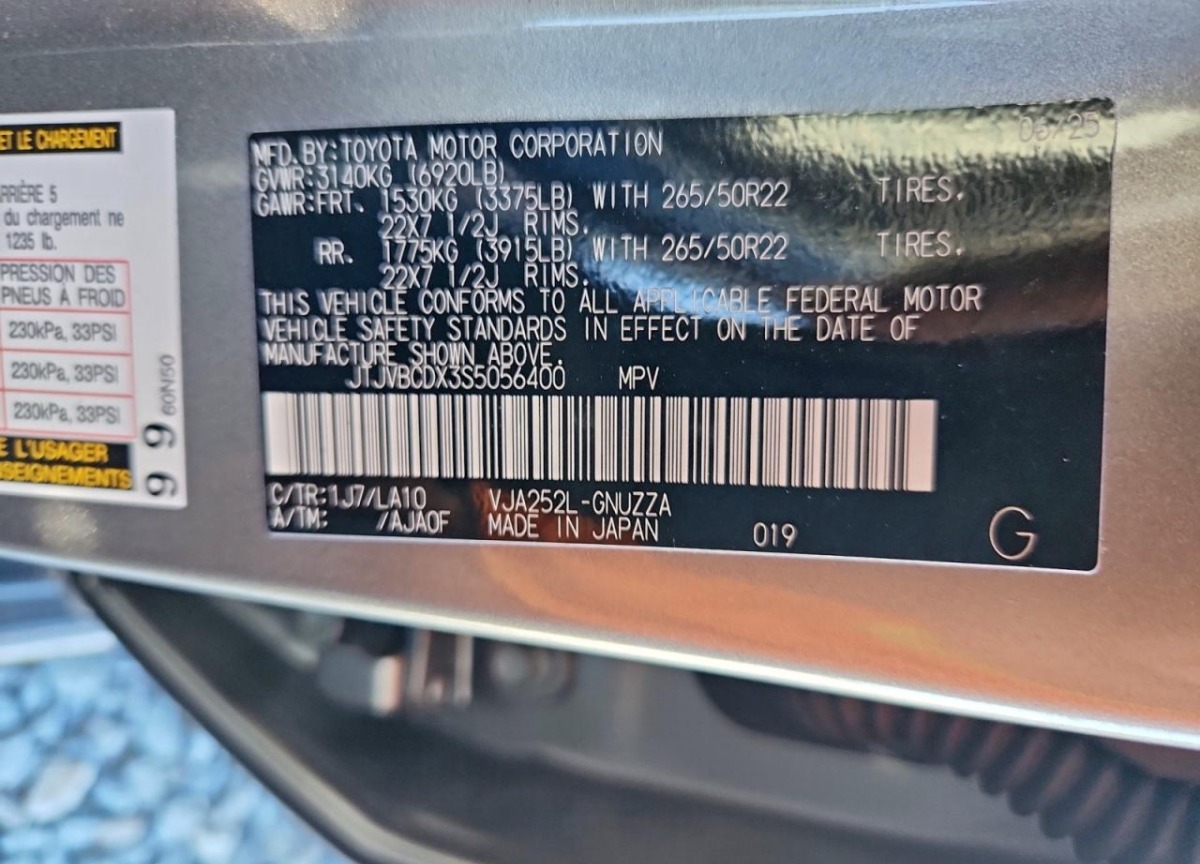 ET LE CHARGEMENT
ARRIÈRE 5
du chargement ne
1235 lb.
PRESSION DES
PNEUS À FROID
230kPa, 33PSI
230kPa, 33PSI
230kPa, 33PSI
L'USAGER
60N50
9 9
05/25
MFD.BY:TOYOTA MOTOR CORPORATION
GVWR:3140KG (6920LB)
GAWR:FRT. 1530KG (3375LB) WITH 265/50R22 TIRES.
22X7 1/2J RIMS.
RR. 1775KG (3915LB) WITH 265/50R22 TIRES.
22X7 1/2J RIMS.
THIS VEHICLE CONFORMS TO ALL APPLICABLE FEDERAL MOTOR
VEHICLE SAFETY STANDARDS IN EFFECT ON THE DATE OF
MANUFACTURE SHOWN ABOVE.
JTJVBCDX3S5056400 MPV
C/TR:1J7/LA10 VJA252L-GNUZZA
A/TM: /AJA0F MADE IN JAPAN 019 G